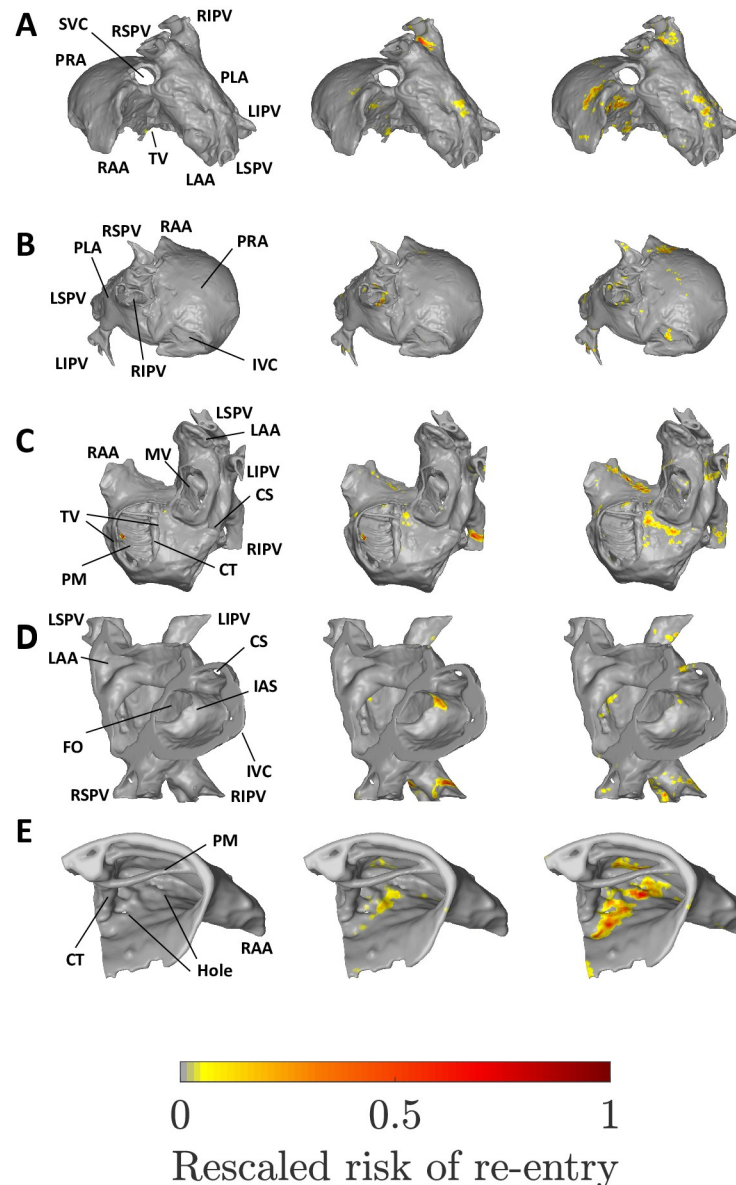 A
SVC
RSPV
RIPV
PRA
PLA
LIPV
RAA
TV
LAA
LSPV
B
RSPV
RAA
PLA
PRA
LSPV
LIPV
RIPV
IVC
C
LSPV
LAA
RAA
MV
LIPV
CS
TV
RIPV
PM
CT
D
LSPV
LIPV
CS
LAA
IAS
FO
IVC
RSPV
RIPV
E
PM
RAA
CT
Hole
0 0.5 1
Rescaled risk of re-entry